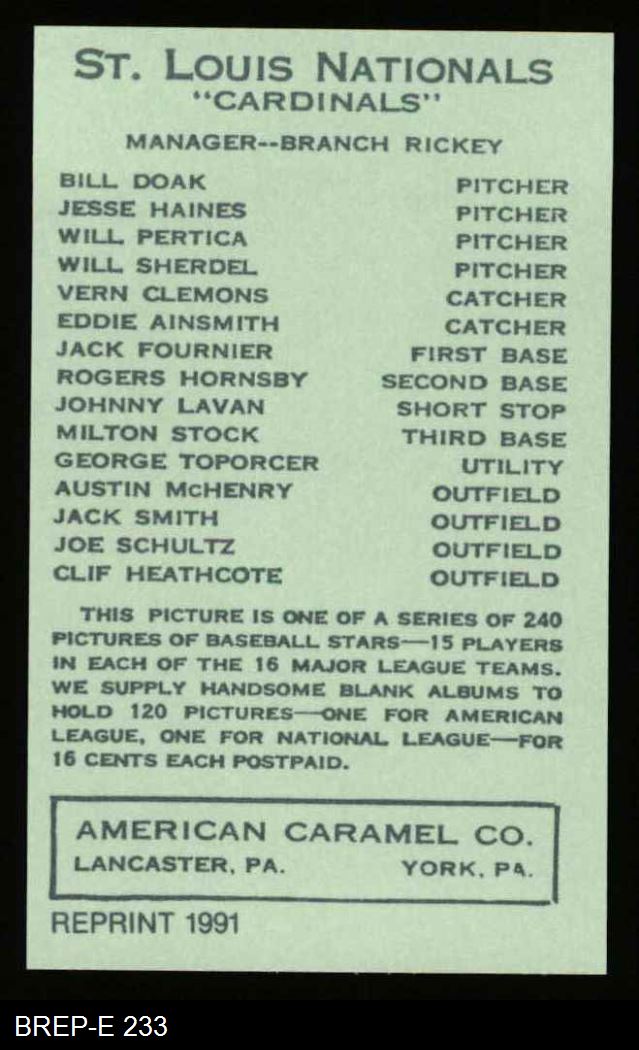 ST. LOUIS NATIONALS
"CARDINALS"
MANAGER--BRANCH RICKEY
BILL DOAK PITCHER
JESSE HAINES PITCHER
WILL PERTICA PITCHER
WILL SHERDEL PITCHER
VERN CLEMONS CATCHER
EDDIE AINSMITH CATCHER
JACK FOURNIER FIRST BASE
ROGERS HORNSBY SECOND BASE
JOHNNY LAVAN SHORT STOP
MILTON STOCK THIRD BASE
GEORGE TOPORCER UTILITY
AUSTIN McHENRY OUTFIELD
JACK SMITH OUTFIELD
JOE SCHULTZ OUTFIELD
CLIF HEATHCOTE OUTFIELD
THIS PICTURE IS ONE OF A SERIES OF 240
PICTURES OF BASEBALL STARS—15 PLAYERS
IN EACH OF THE 16 MAJOR LEAGUE TEAMS.
WE SUPPLY HANDSOME BLANK ALBUMS TO
HOLD 120 PICTURES—ONE FOR AMERICAN
LEAGUE, ONE FOR NATIONAL LEAGUE—FOR
16 CENTS EACH POSTPAID.
AMERICAN CARAMEL CO.
LANCASTER, PA. YORK, PA.
REPRINT 1991
BREP-E 233